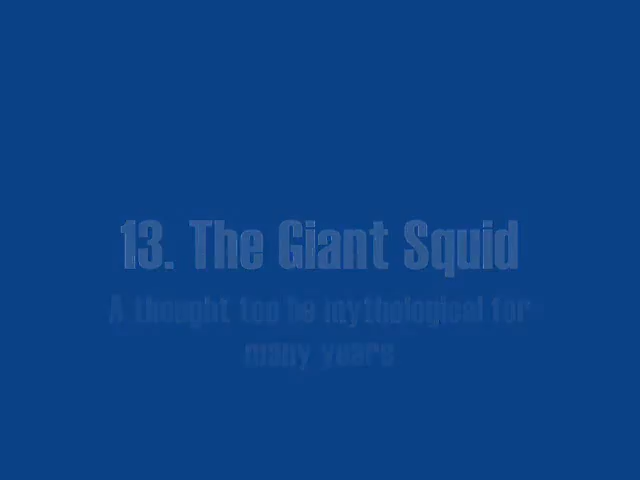 13. The Giant Squid
A thought too be mythological for
many years